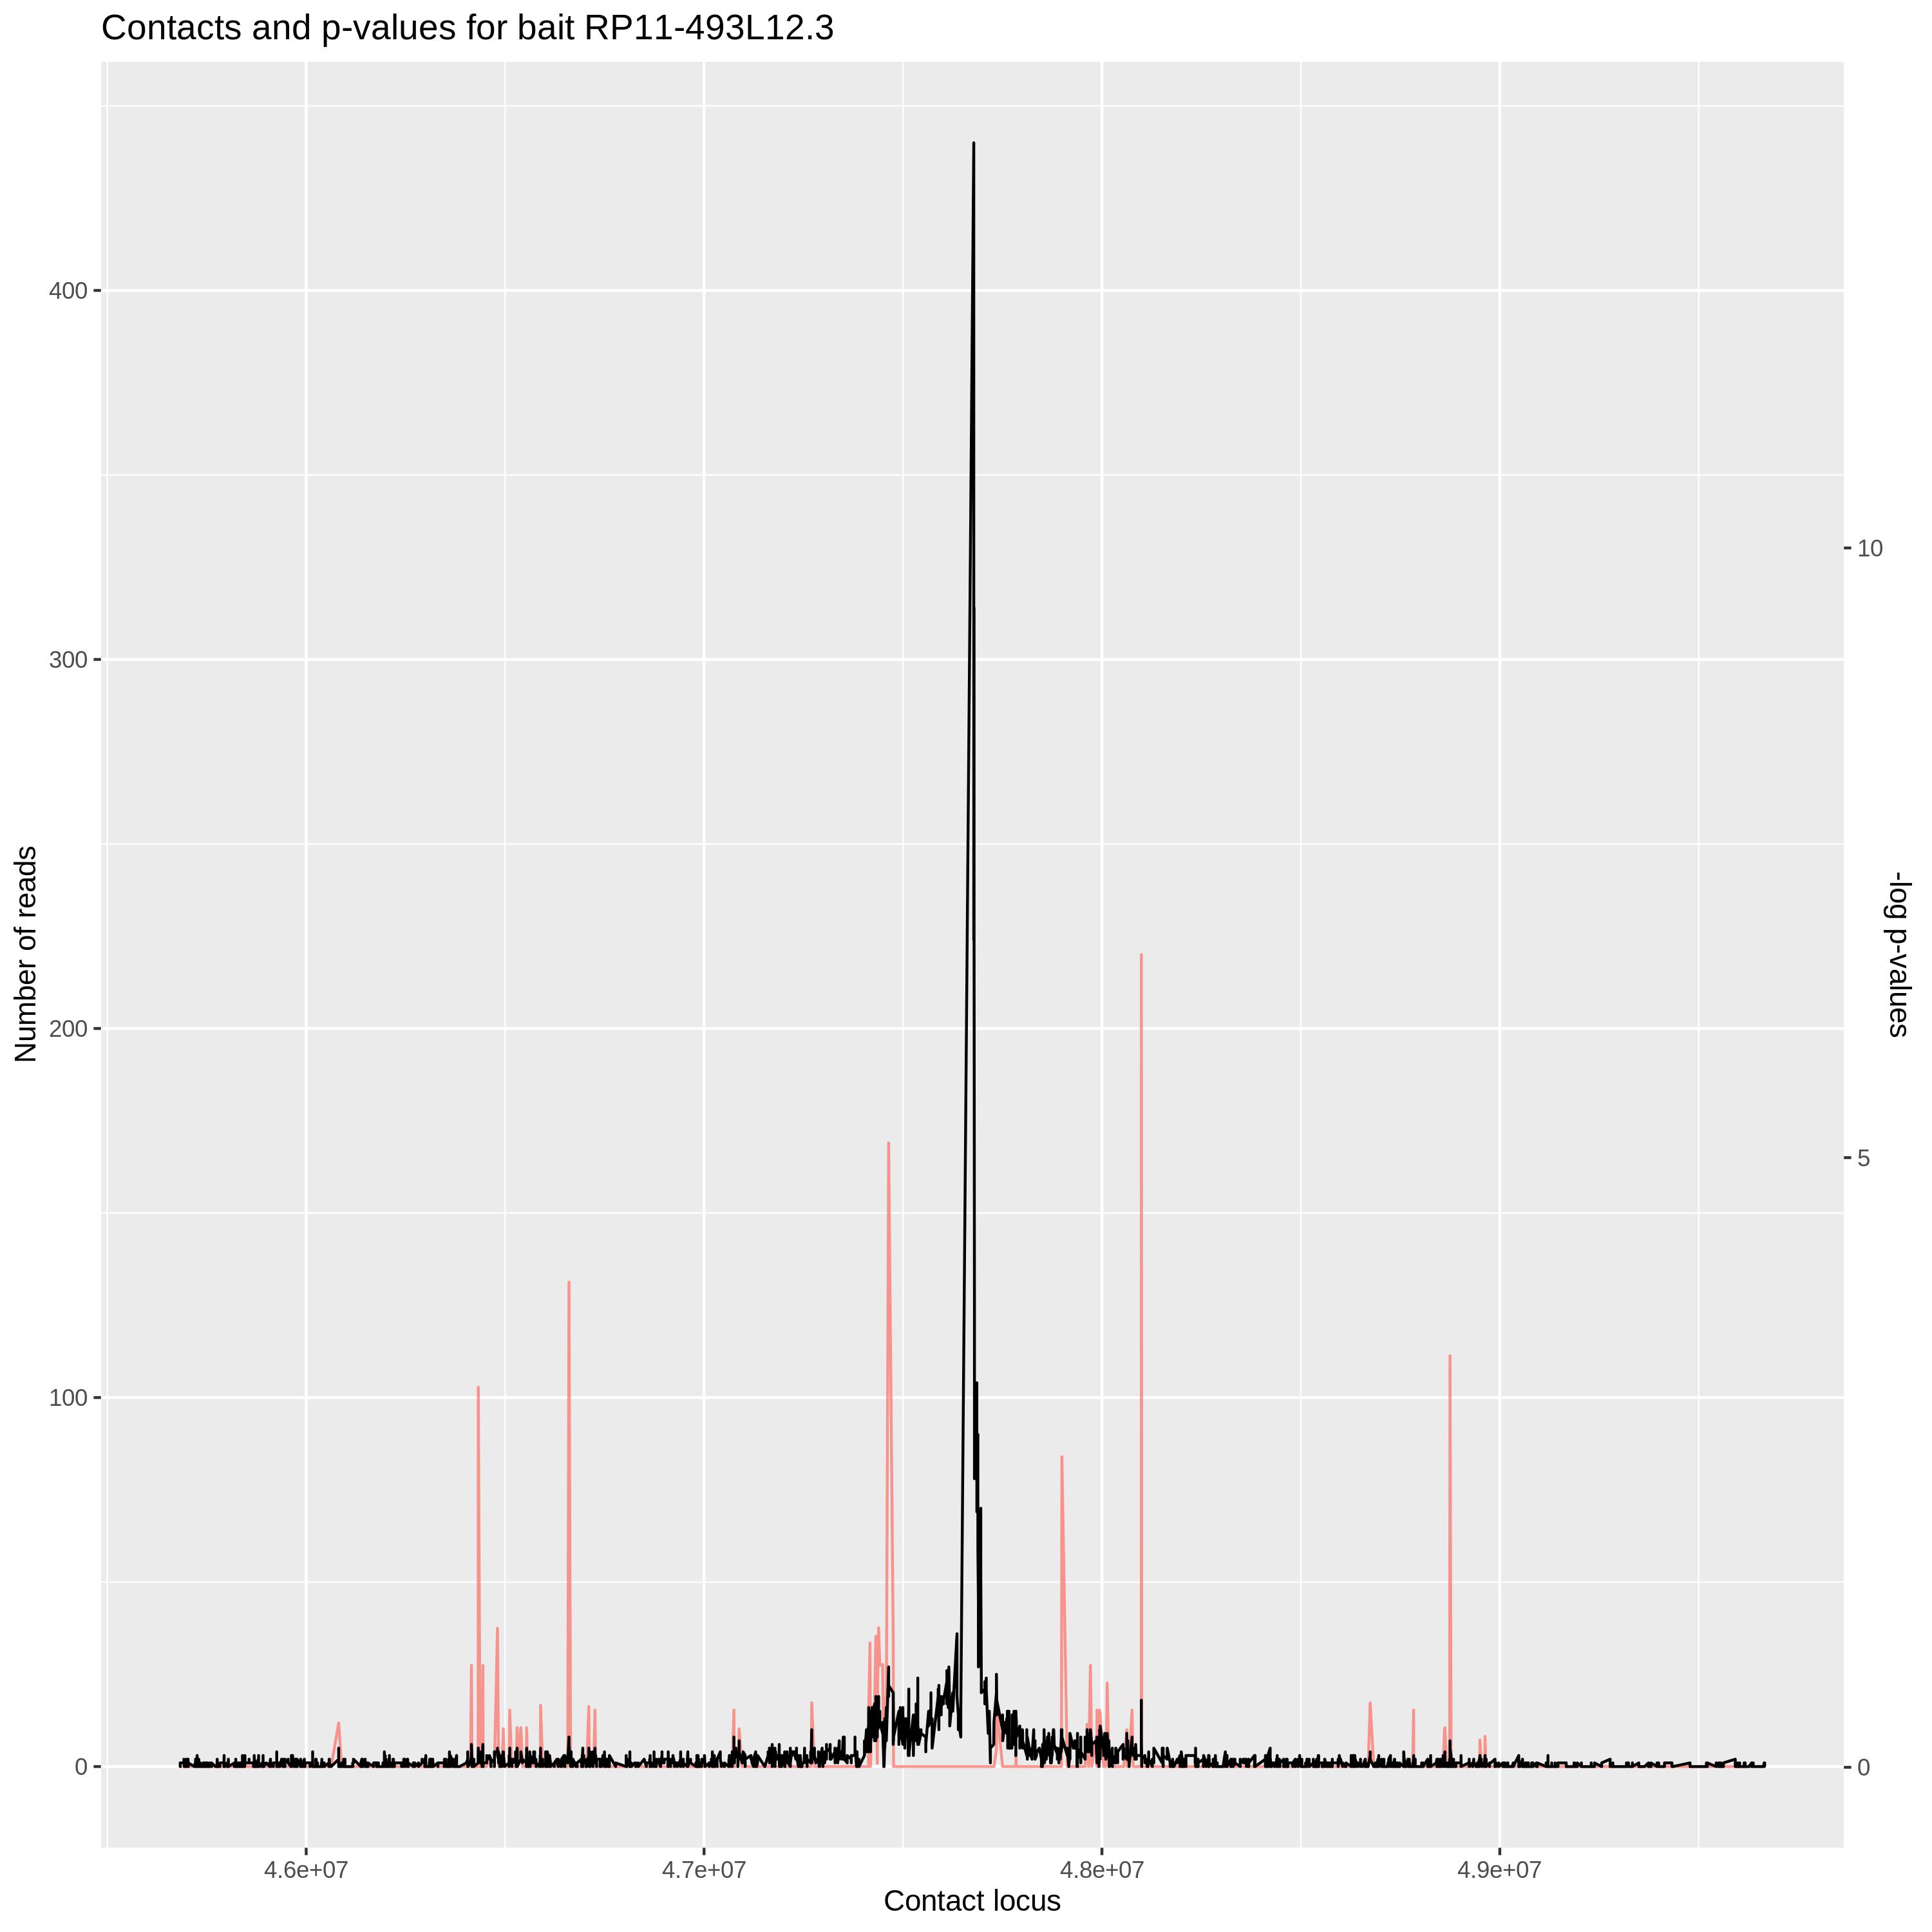 Contacts and p-values for bait RP11-493L12.3
Number of reads
400
300
200
100
0
10
5
0
-log p-values
4.6e+07
4.7e+07
4.8e+07
4.9e+07
Contact locus